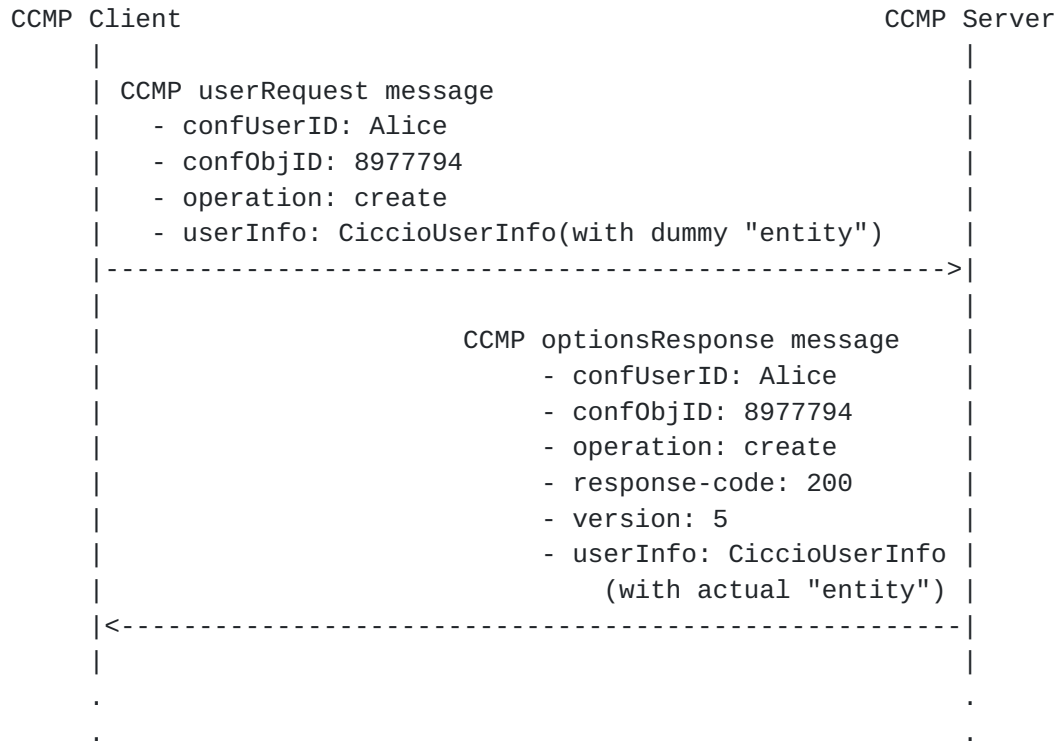 CCMP Client CCMP Server
CCMP userRequest message
- confUserID: Alice
- confObjID: 8977794
- operation: create
- userInfo: CiccioUserInfo(with dummy "entity")
CCMP optionsResponse message
- confUserID: Alice
- confObjID: 8977794
- operation: create
- response-code: 200
- version: 5
- userInfo: CiccioUserInfo
(with actual "entity")